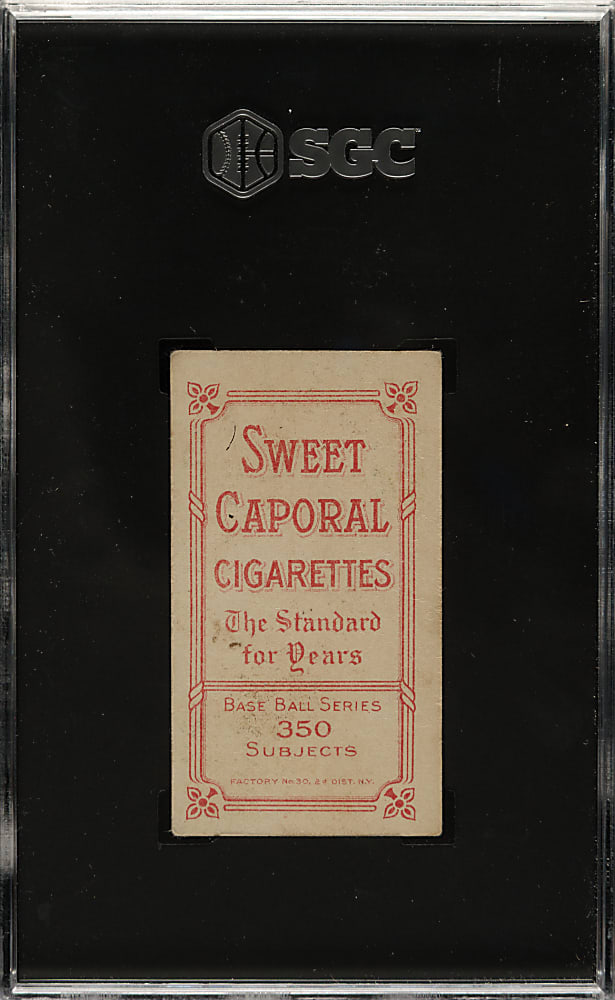 SGC
SWEET
CAPORAL
CIGARETTES
The Standard
for Years
BASE BALL SERIES
350
SUBJECTS
FACTORY No. 30, 2d DIST. N.Y.